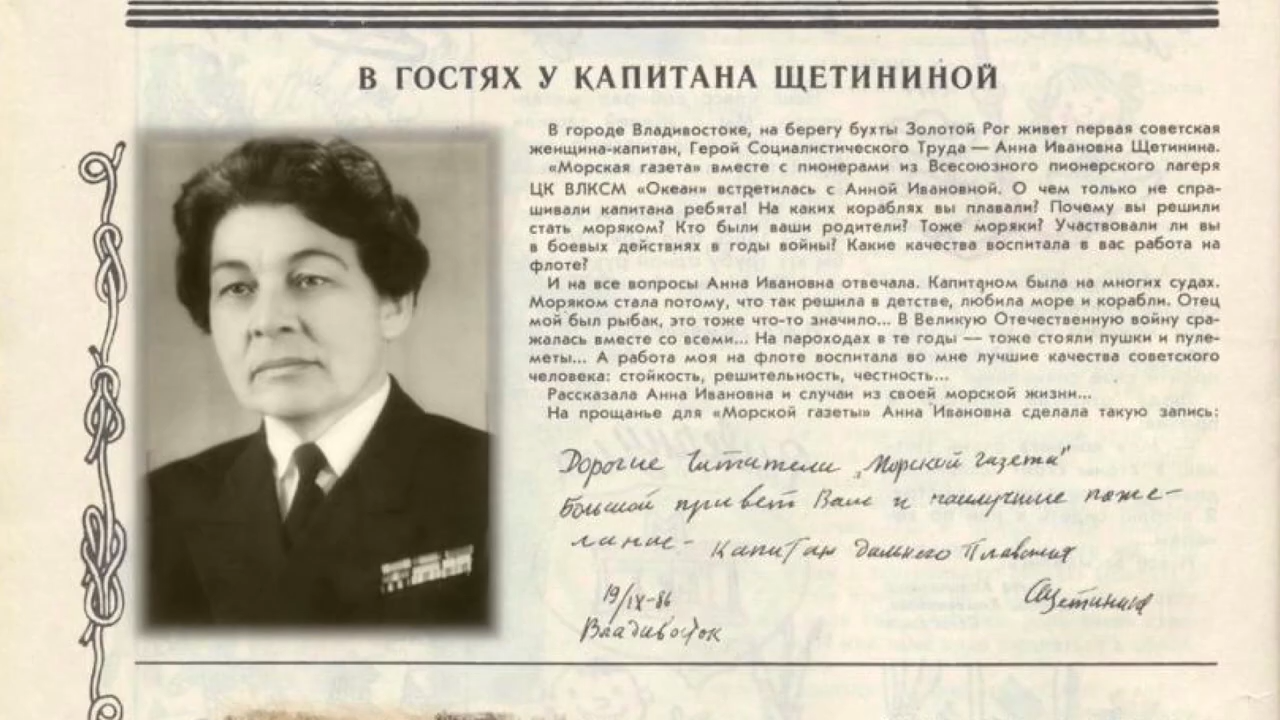 В ГОСТЯХ У КАПИТАНА ЩЕТИНИНОЙ
В городе Владивостоке, на берегу бухты Золотой Рог живет первая советская
женщина-капитан, Герой Социалистического Труда — Анна Ивановна Щетинина.
«Морская газета» вместе с пионерами из Всесоюзного пионерского лагеря
ЦК ВЛКСМ «Океан» встретилась с Анной Ивановной. О чем только не спра-
шивали капитана ребята! На каких кораблях вы плавали? Почему вы решили
стать моряком? Кто были ваши родители? Тоже моряки? Участвовали ли вы
в боевых действиях в годы войны? Какие качества воспитала в вас работа на
флоте?
И на все вопросы Анна Ивановна отвечала. Капитаном была на многих судах.
Моряком стала потому, что так решила в детстве, любила море и корабли. Отец
мой был рыбак, это тоже что-то значило... В Великую Отечественную войну сра-
жалась вместе со всеми... На пароходах в те годы — тоже стояли пушки и пуле-
меты... А работа моя на флоте воспитала во мне лучшие качества советского
человека: стойкость, решительность, честность...
Рассказала Анна Ивановна и случаи из своей морской жизни...
На прощанье для «Морской газеты» Анна Ивановна сделала такую запись:
Дорогие Читатели „Морской газеты"
Большой привет Вам и наилучшие поже-
лание - Капитан дальнего Плавания
19/IX-86 Щетинина
Владивосток